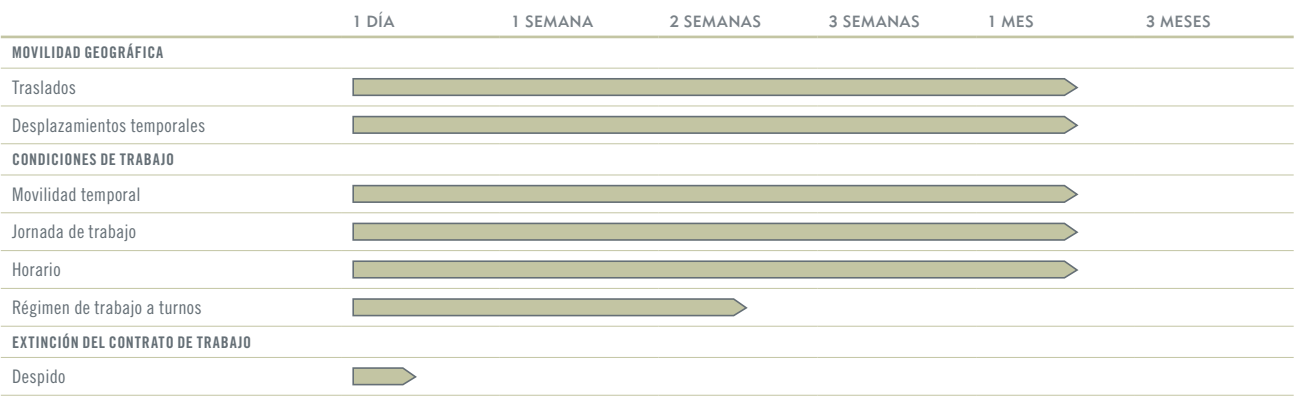 1 DÍA 1 SEMANA 2 SEMANAS 3 SEMANAS 1 MES 3 MESES
MOVILIDAD GEOGRÁFICA
Traslados
Desplazamientos temporales
CONDICIONES DE TRABAJO
Movilidad temporal
Jornada de trabajo
Horario
Régimen de trabajo a turnos
EXTINCIÓN DEL CONTRATO DE TRABAJO
Despido